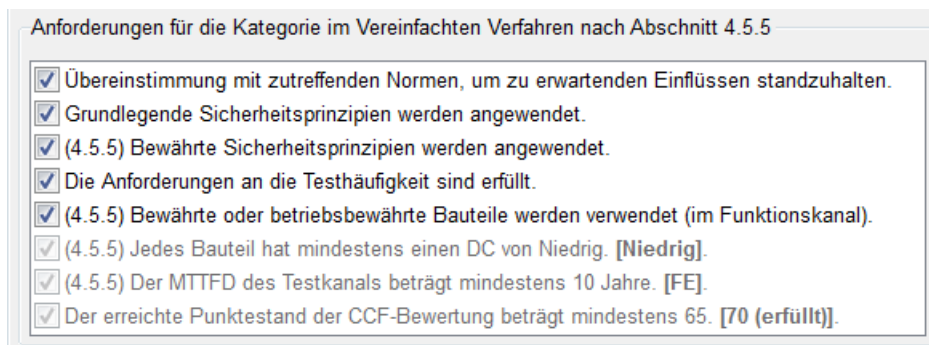 Anforderungen für die Kategorie im Vereinfachten Verfahren nach Abschnitt 4.5.5
Übereinstimmung mit zutreffenden Normen, um zu erwartenden Einflüssen standzuhalten.
Grundlegende Sicherheitsprinzipien werden angewendet.
(4.5.5) Bewährte Sicherheitsprinzipien werden angewendet.
Die Anforderungen an die Testhäufigkeit sind erfüllt.
(4.5.5) Bewährte oder betriebsbewährte Bauteile werden verwendet (im Funktionskanal).
(4.5.5) Jedes Bauteil hat mindestens einen DC von Niedrig. [Niedrig].
(4.5.5) Der MTTFD des Testkanals beträgt mindestens 10 Jahre. [FE].
Der erreichte Punktestand der CCF-Bewertung beträgt mindestens 65. [70 (erfüllt)].